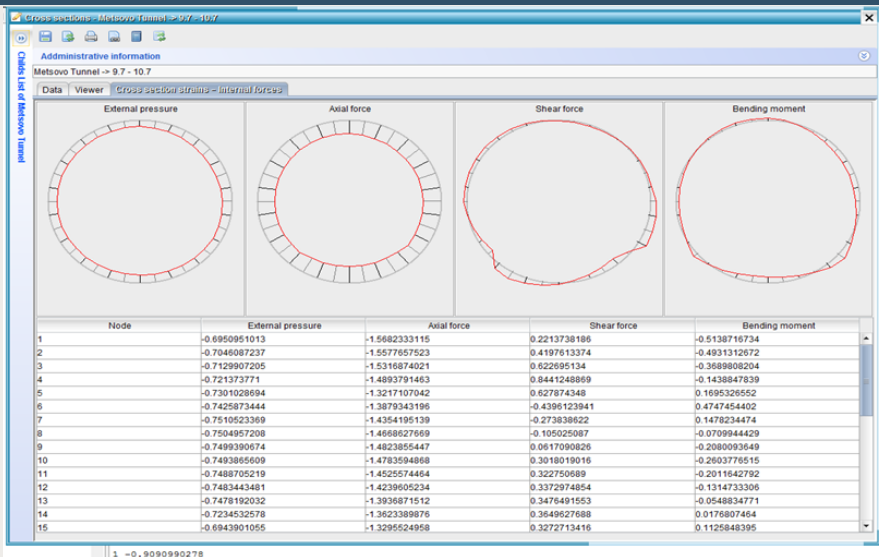 Cross sections - Metsovo Tunnel -> 9.7 - 10.7
Addministrative information
Childs List of Metsovo Tunnel
Metsovo Tunnel -> 9.7 - 10.7
Data Viewer Cross section strains – Internal forces
External pressure Axial force Shear force Bending moment
Node External pressure Axial force Shear force Bending moment
1 -0.6950951013 -1.5682333115 0.2213738186 -0.5138716734
2 -0.7046087237 -1.5577657523 0.4197613374 -0.4931312672
3 -0.7129907205 -1.5316874021 0.622695134 -0.3689808204
4 -0.721373771 -1.4893791463 0.8441248869 -0.1438847839
5 -0.7301028694 -1.3217107042 0.627874348 0.1695326552
6 -0.7425873444 -1.3879343196 -0.4396123941 0.4747454402
7 -0.7510523369 -1.4354195139 -0.273838622 0.1478234474
8 -0.7504957208 -1.4668627669 -0.105025087 -0.0709944429
9 -0.7499390674 -1.4823855447 0.0617090826 -0.2080093649
10 -0.7493865609 -1.4783594868 0.3018019016 -0.2603776515
11 -0.7488705219 -1.4525574464 0.322750689 -0.2011642792
12 -0.7483443481 -1.4239605234 0.3372974854 -0.1314733306
13 -0.7478192032 -1.3936871512 0.3476491553 -0.0548834771
14 -0.7234532578 -1.3623389876 0.3649627688 0.0176807464
15 -0.6943901055 -1.3295524958 0.3272713416 0.1125848395
1 -0.9090990278